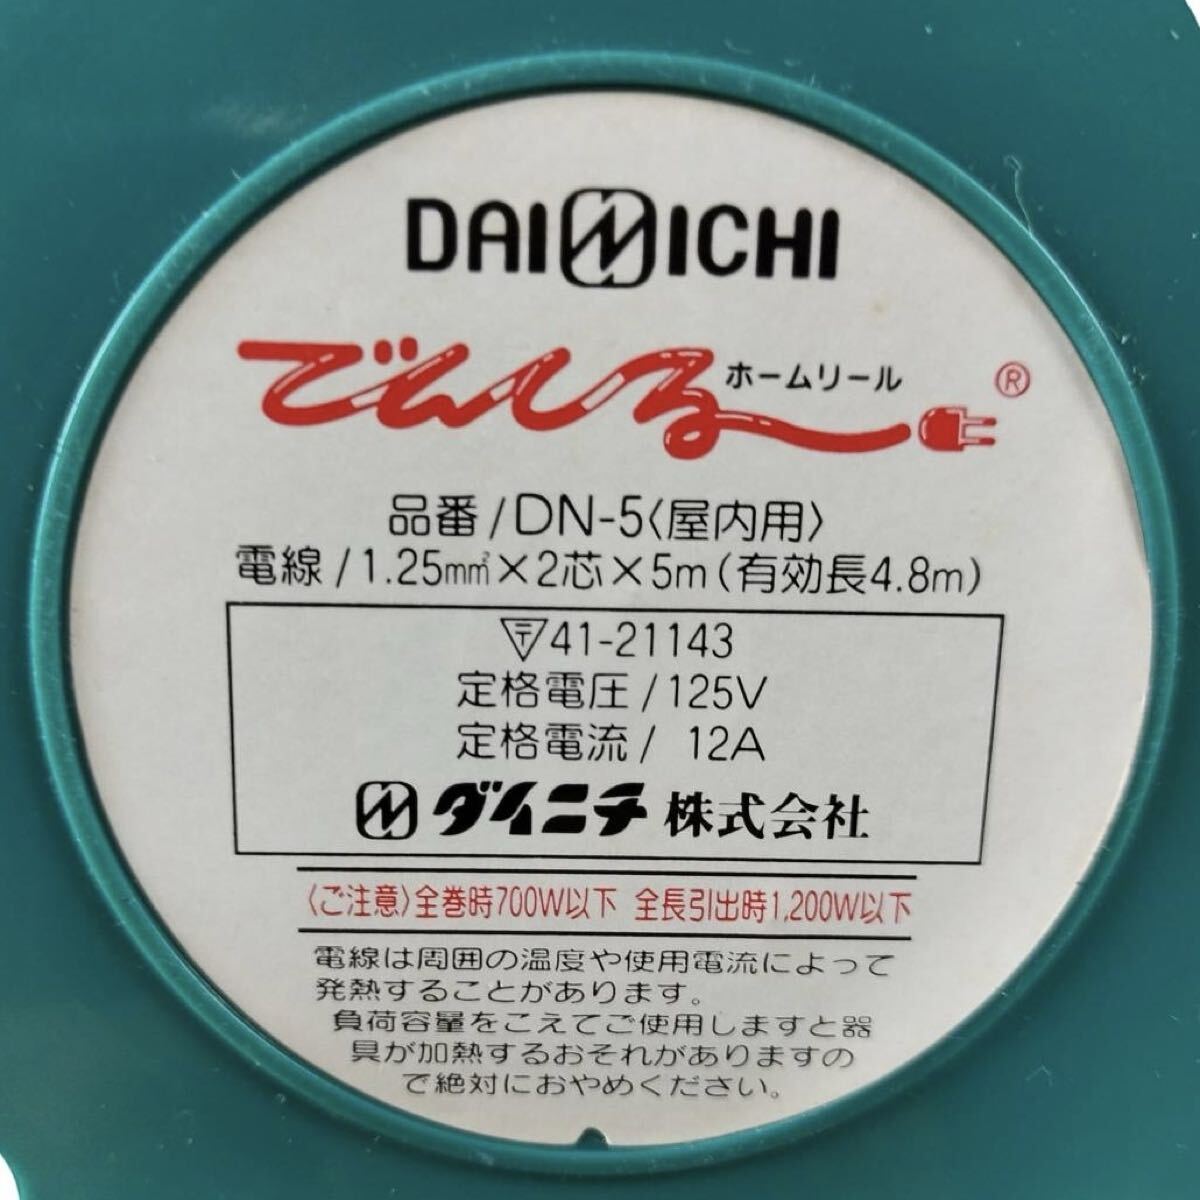 DAINICHI
でんしる ホームリール ®
品番/DN-5〈屋内用〉
電線/1.25m㎡×2芯×5m(有効長4.8m)
〒41-21143
定格電圧/125V
定格電流/ 12A
ダイニチ 株式会社
〈ご注意〉全巻時700W以下 全長引出時1,200W以下
電線は周囲の温度や使用電流によって
発熱することがあります。
負荷容量をこえてご使用しますと器
具が加熱するおそれがありますの
で絶対におやめください。